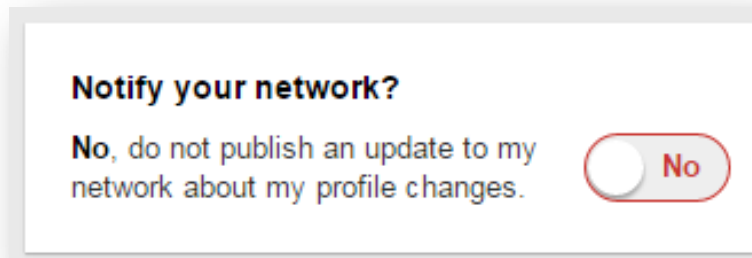 Notify your network?
No, do not publish an update to my
network about my profile changes.
No